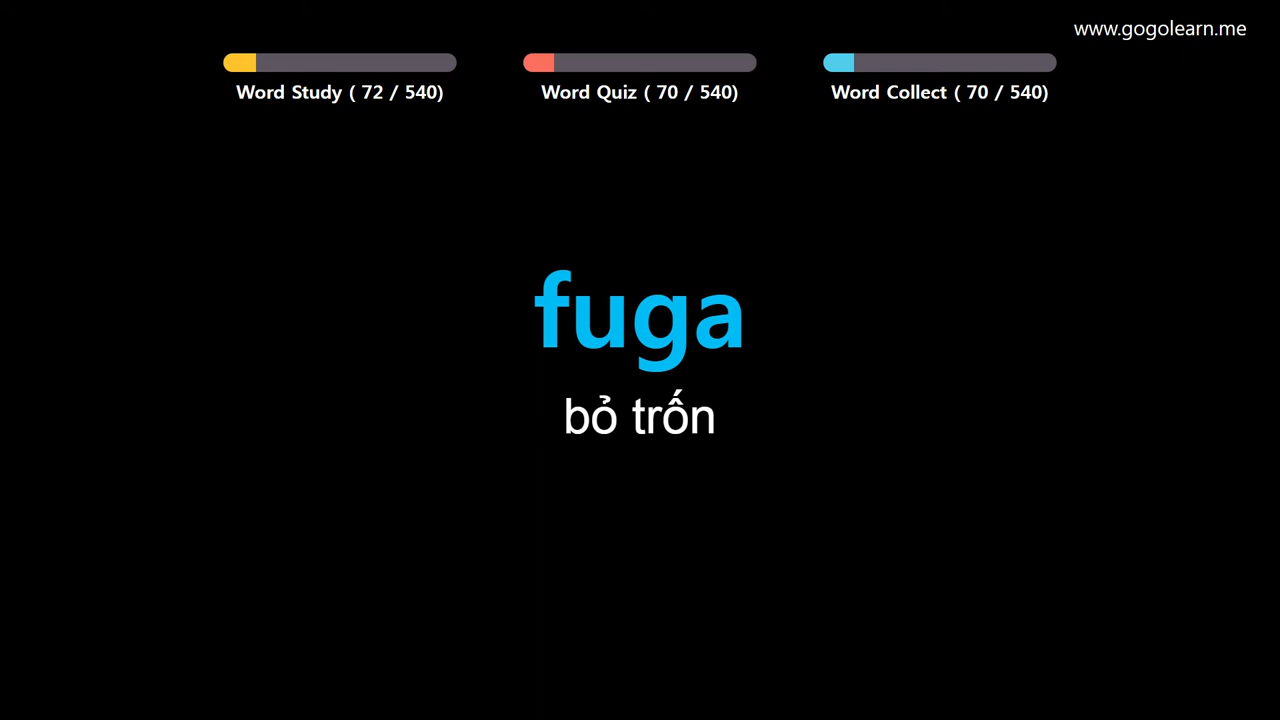 www.gogolearn.me
Word Study ( 72 / 540)
Word Quiz ( 70 / 540)
Word Collect ( 70 / 540)
fuga
bỏ trốn